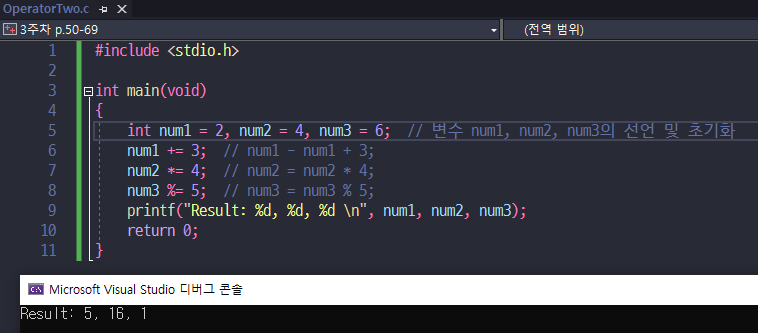 OperatorTwo.c
3주차 p.50-69
(전역 범위)
1 #include <stdio.h>
2
3 int main(void)
4 {
5 int num1 = 2, num2 = 4, num3 = 6; // 변수 num1, num2, num3의 선언 및 초기화
6 num1 += 3; // num1 - num1 + 3;
7 num2 *= 4; // num2 = num2 * 4;
8 num3 %= 5; // num3 = num3 % 5;
9 printf("Result: %d, %d, %d \n", num1, num2, num3);
10 return 0;
11 }
Microsoft Visual Studio 디버그 콘솔
Result: 5, 16, 1